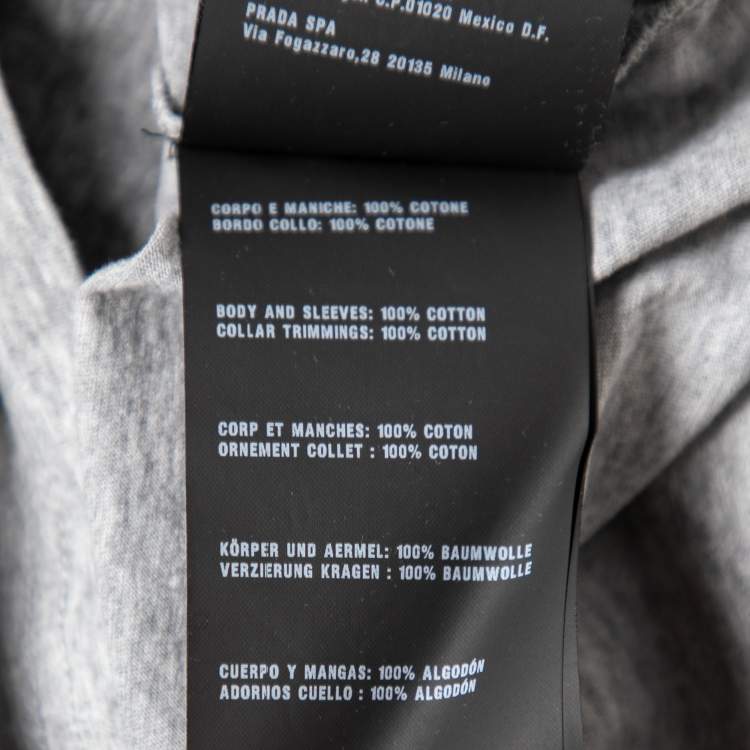 C.P.01020 Mexico D.F.
PRADA SPA
Via Fogazzaro,28 20135 Milano
CORPO E MANICHE: 100% COTONE
BORDO COLLO: 100% COTONE
BODY AND SLEEVES: 100% COTTON
COLLAR TRIMMINGS: 100% COTTON
CORP ET MANCHES: 100% COTON
ORNEMENT COLLET : 100% COTON
KÖRPER UND AERMEL: 100% BAUMWOLLE
VERZIERUNG KRAGEN : 100% BAUMWOLLE
CUERPO Y MANGAS: 100% ALGODÓN
ADORNOS CUELLO : 100% ALGODÓN